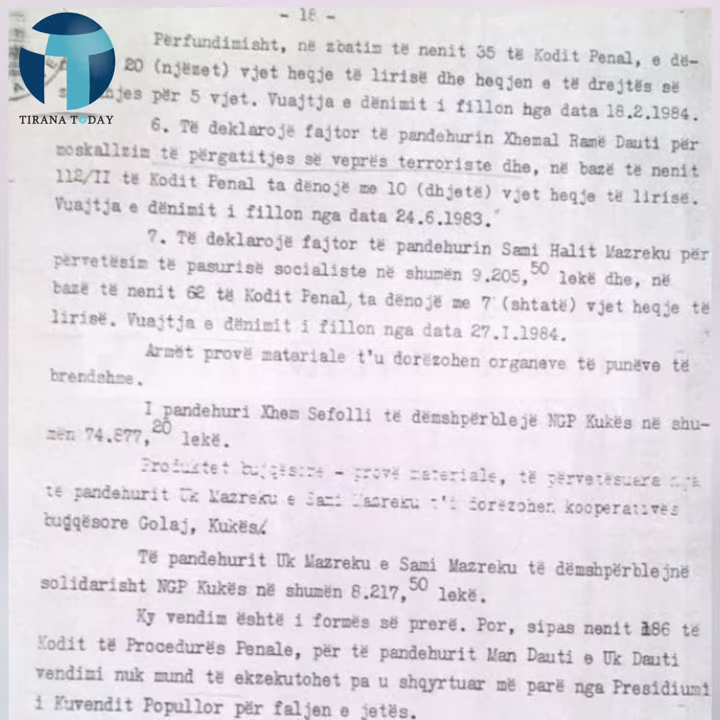 - 18 -
Përfundimisht, në zbatim të nenit 35 të Kodit Penal, e dë-
20 (njëzet) vjet heqje të lirisë dhe heqjen e të drejtës së
hjes për 5 vjet. Vuajtja e dënimit i fillon nga data 18.2.1984.
TIRANA TODAY
6. Të deklarojë fajtor të pandehurin Xhemal Ramë Dauti për
moskallzim të përgatitjes së veprës terroriste dhe, në bazë të nenit
112/II të Kodit Penal ta dënojë me 10 (dhjetë) vjet heqje të lirisë.
Vuajtja e dënimit i fillon nga data 24.6.1983.
7. Të deklarojë fajtor të pandehurin Sami Halit Mazreku për
përvetësim të pasurisë socialiste në shumën 9.205,50 lekë dhe, në
bazë të nenit 62 të Kodit Penal, ta dënojë me 7 (shtatë) vjet heqje të
lirisë. Vuajtja e dënimit i fillon nga data 27.I.1984.
Armët provë materiale t'u dorëzohen organeve të punëve të
brendshme.
I pandehuri Xhem Sefolli të dëmshpërblejë NGP Kukës në shu-
mën 74.877,20 lekë.
Produktet bujqësore - provë materiale, të përvetësuara nga
të pandehurit Uk Mazreku e Sami Mazreku t'i dorëzohen kooperativës
bujqësore Golaj, Kukës.
Të pandehurit Uk Mazreku e Sami Mazreku të dëmshpërblejnë
solidarisht NGP Kukës në shumën 8.217,50 lekë.
Ky vendim është i formës së prerë. Por, sipas nenit 186 të
Kodit të Procedurës Penale, për të pandehurit Man Dauti e Uk Dauti
vendimi nuk mund të ekzekutohet pa u shqyrtuar më parë nga Presidiumi
i Kuvendit Popullor për faljen e jetës.